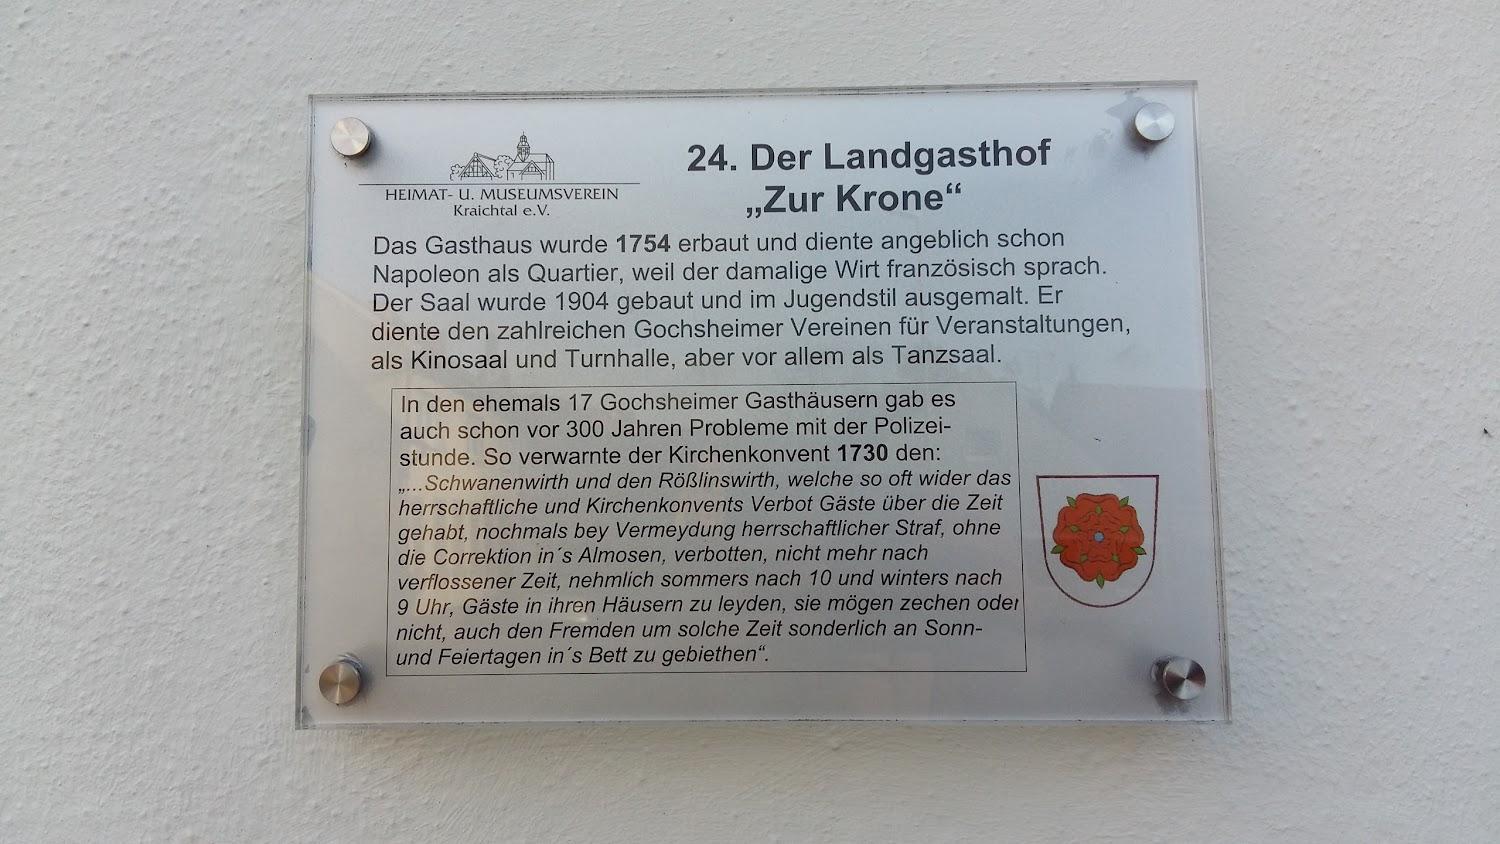 HEIMAT- U. MUSEUMSVEREIN
Kraichtal e.V.
24. Der Landgasthof
„Zur Krone“
Das Gasthaus wurde 1754 erbaut und diente angeblich schon
Napoleon als Quartier, weil der damalige Wirt französisch sprach.
Der Saal wurde 1904 gebaut und im Jugendstil ausgemalt. Er
diente den zahlreichen Gochsheimer Vereinen für Veranstaltungen,
als Kinosaal und Turnhalle, aber vor allem als Tanzsaal.
In den ehemals 17 Gochsheimer Gasthäusern gab es
auch schon vor 300 Jahren Probleme mit der Polizei-
stunde. So verwarnte der Kirchenkonvent 1730 den:
„...Schwanenwirth und den Rößlinswirth, welche so oft wider das
herrschaftliche und Kirchenkonvents Verbot Gäste über die Zeit
gehabt, nochmals bey Vermeydung herrschaftlicher Straf, ohne
die Correktion in´s Almosen, verbotten, nicht mehr nach
verflossener Zeit, nehmlich sommers nach 10 und winters nach
9 Uhr, Gäste in ihren Häusern zu leyden, sie mögen zechen oder
nicht, auch den Fremden um solche Zeit sonderlich an Sonn-
und Feiertagen in´s Bett zu gebiethen“.